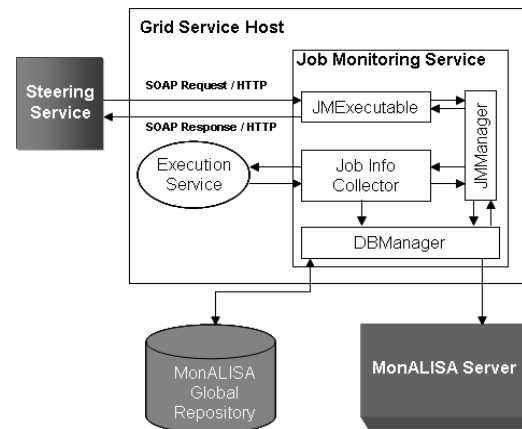 Grid Service Host
Job Monitoring Service
Steering
Service
SOAP Request / HTTP
JMExecutable
SOAP Response / HTTP
JMManager
Execution
Service
Job Info
Collector
DBManager
MonALISA
Global
Repository
MonALISA Server